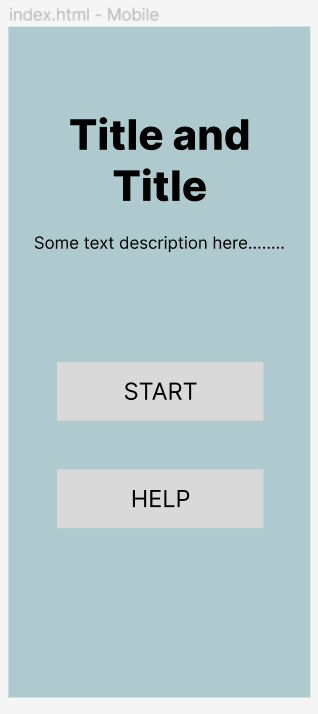 index.html - Mobile
Title and
Title
Some text description here........
START
HELP